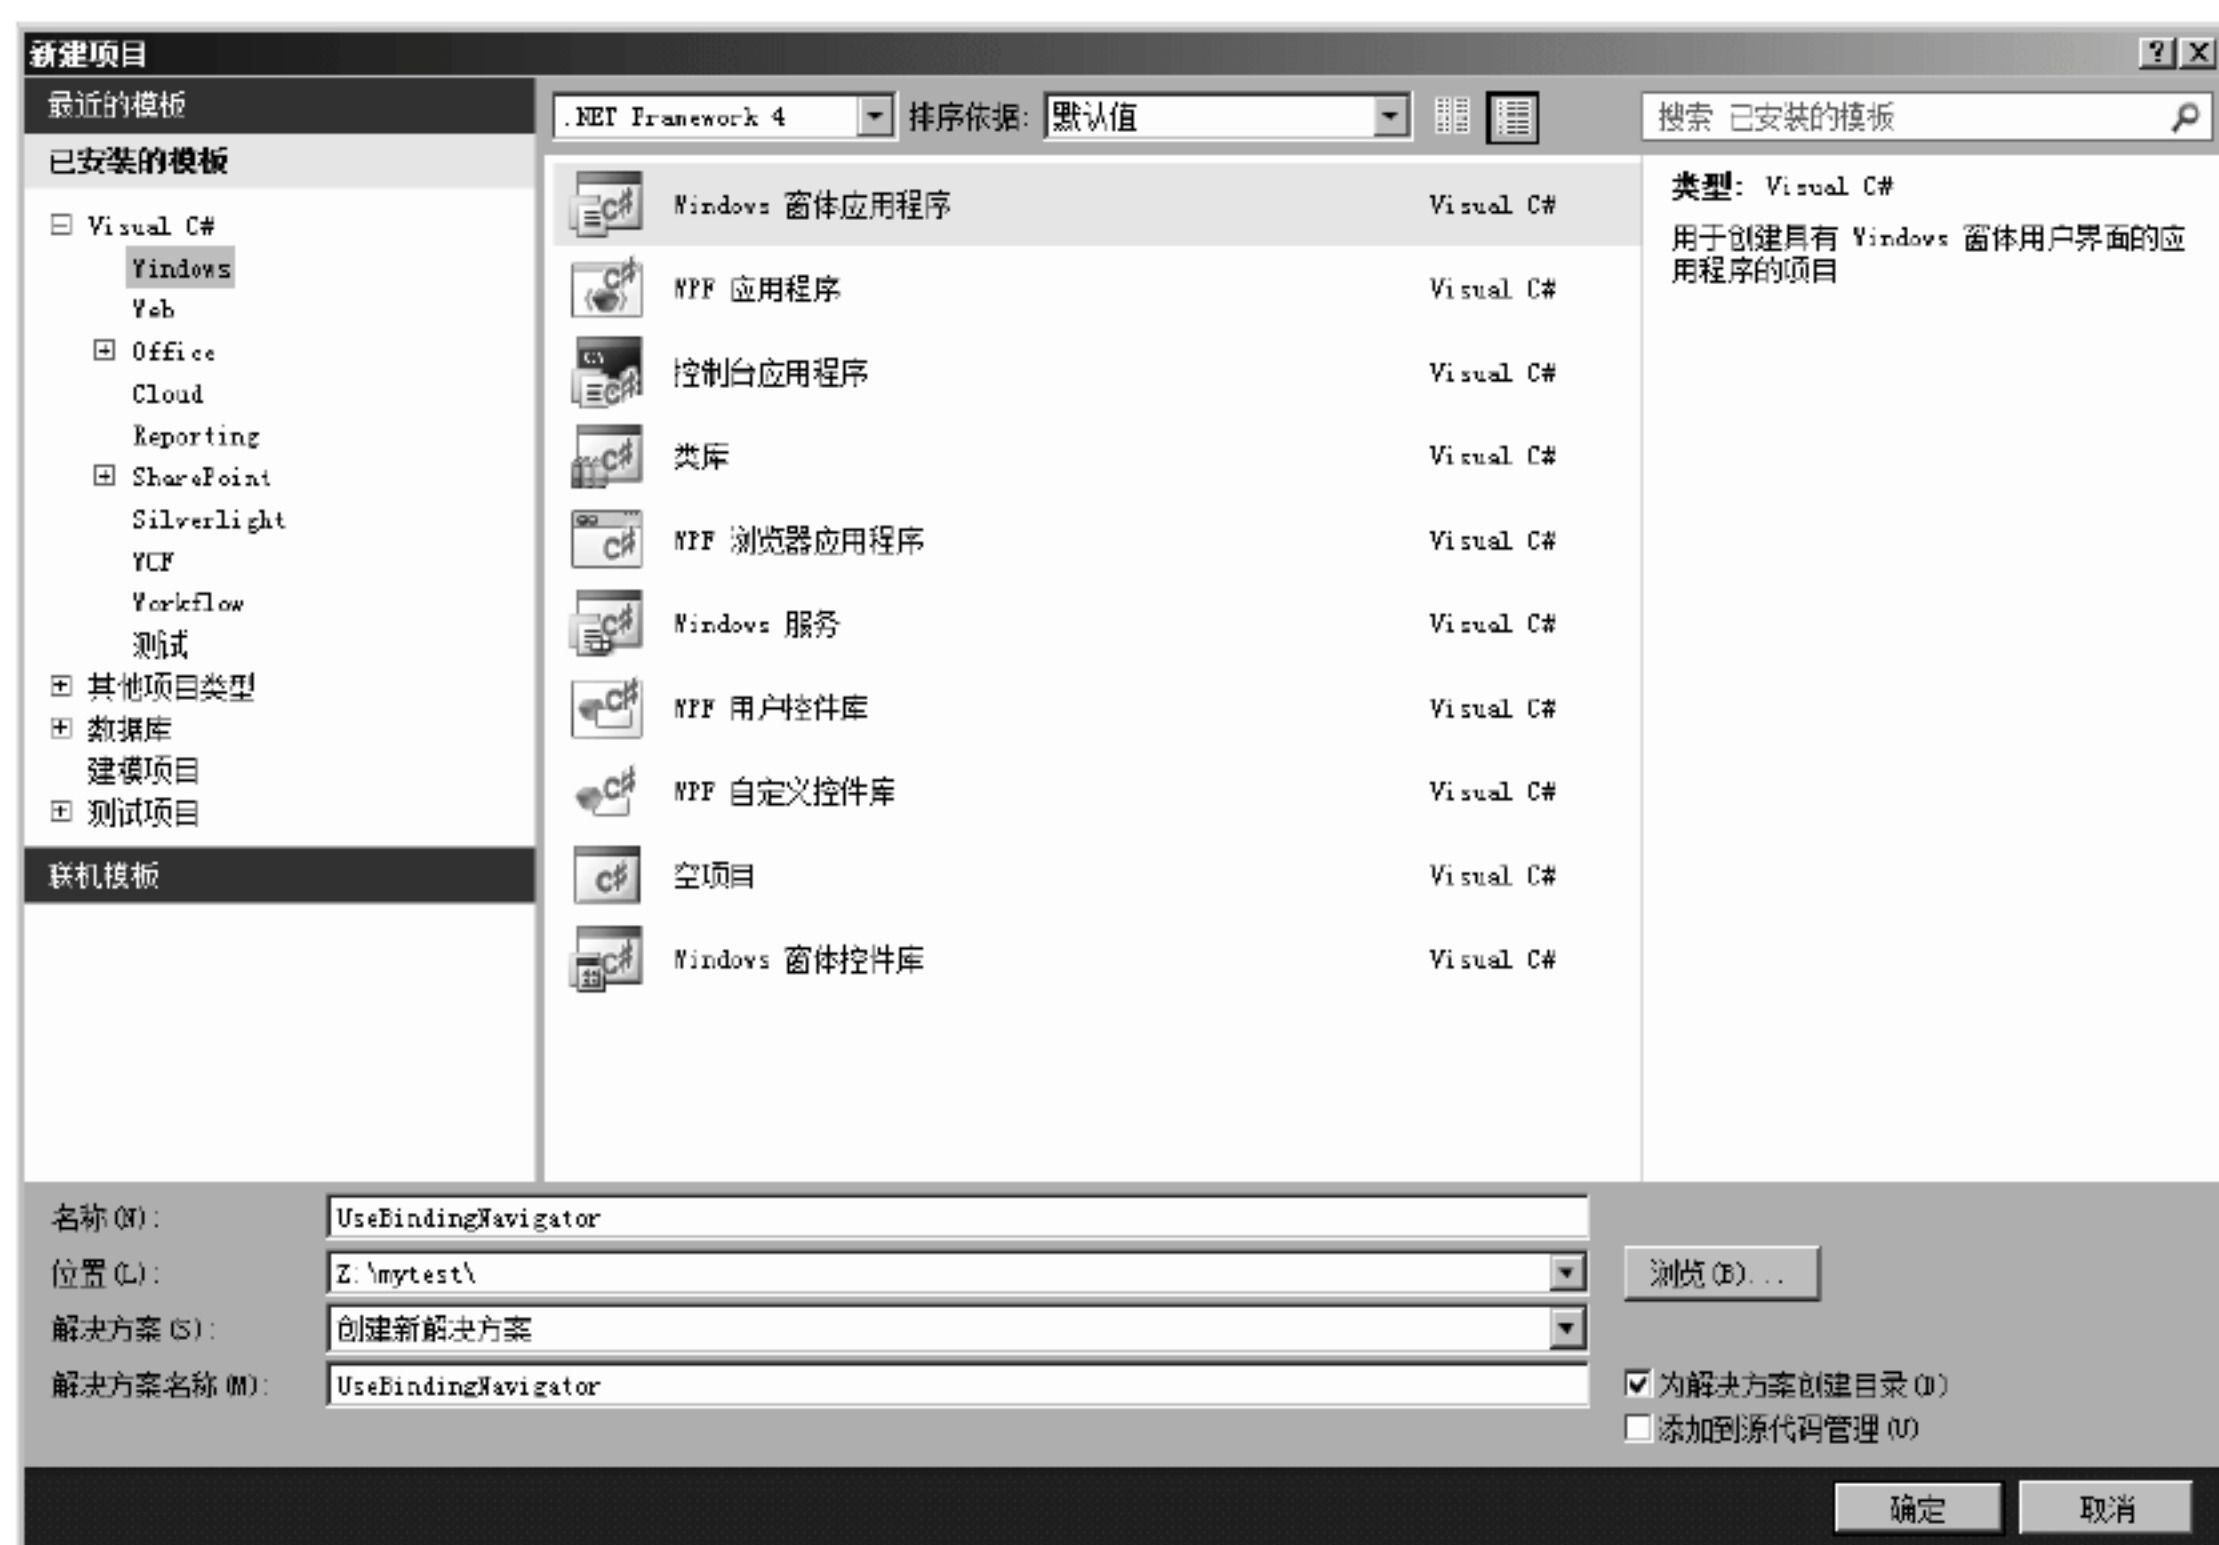 新建项目
最近的模板
.NET Framework 4
排序依据: 默认值
搜索 已安装的模板
已安装的模板
Visual C#
Windows
Web
Office
Cloud
Reporting
SharePoint
Silverlight
WCF
Workflow
测试
其他项目类型
数据库
建模项目
测试项目
联机模板
Windows 窗体应用程序 Visual C#
WPF 应用程序 Visual C#
控制台应用程序 Visual C#
类库 Visual C#
WPF 浏览器应用程序 Visual C#
Windows 服务 Visual C#
WPF 用户控件库 Visual C#
WPF 自定义控件库 Visual C#
空项目 Visual C#
Windows 窗体控件库 Visual C#
类型: Visual C#
用于创建具有 Windows 窗体用户界面的应
用程序的项目
名称(N): UseBindingNavigator
位置(L): Z:\mytest\
浏览(B)...
解决方案(S): 创建新解决方案
解决方案名称(M): UseBindingNavigator
为解决方案创建目录(D)
添加到源代码管理(U)
确定
取消